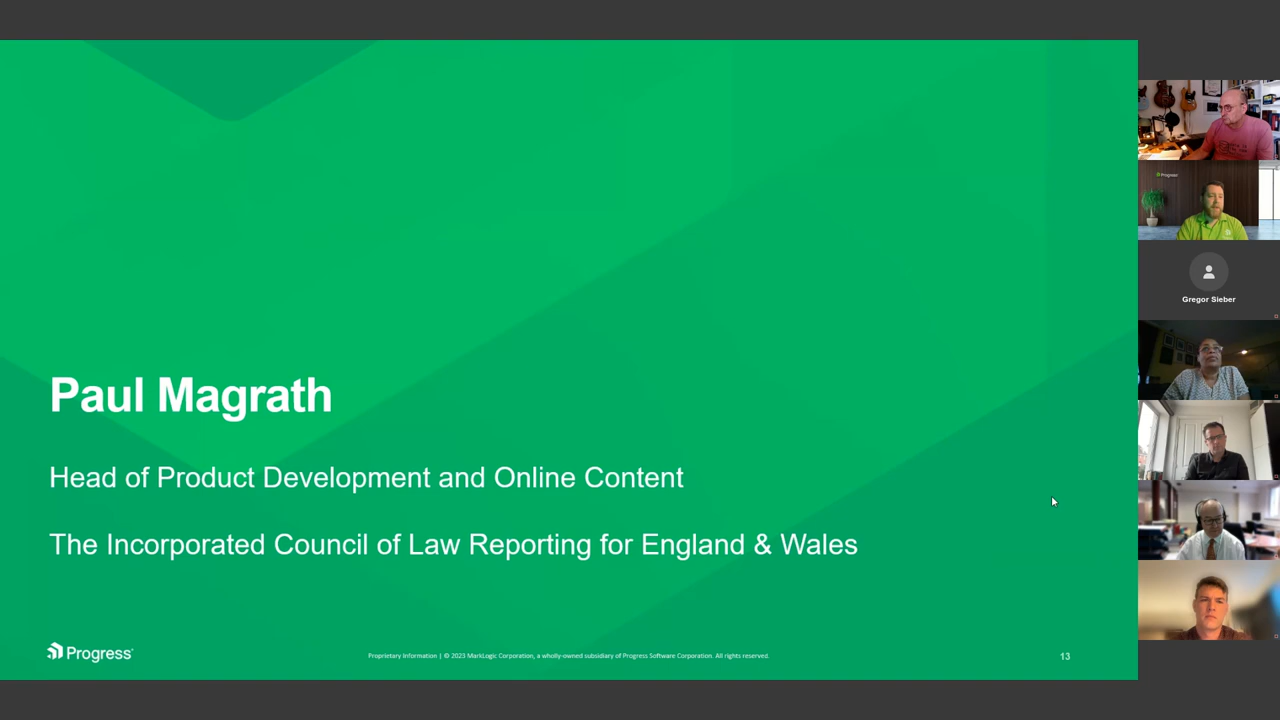 Paul Magrath
Head of Product Development and Online Content
The Incorporated Council of Law Reporting for England & Wales
Progress
Proprietary Information | © 2023 MarkLogic Corporation, a wholly-owned subsidiary of Progress Software Corporation. All rights reserved.
13
Progress
Gregor Sieber